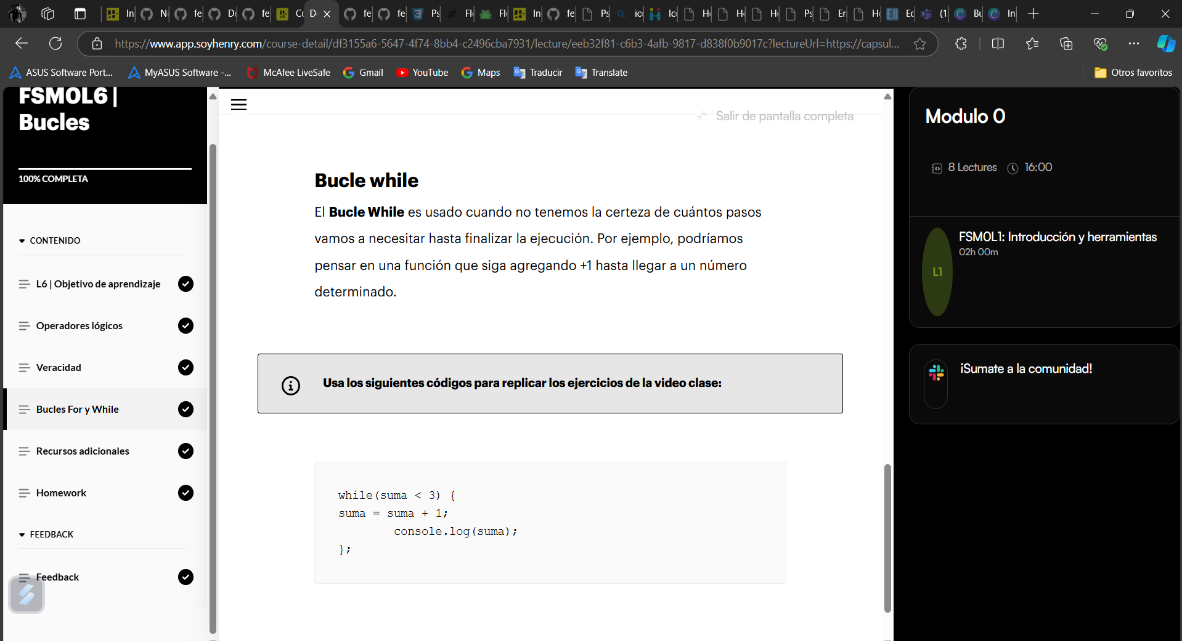 https://www.app.soyhenry.com/course-detail/df3155a6-5647-4f74-8bb4-c2496cba7931/lecture/eeb32f81-c6b3-4afb-9817-d838f0b9017c?lectureUrl=https://capsul...
ASUS Software Port...
MyASUS Software -...
McAfee LiveSafe
Gmail
YouTube
Maps
Traducir
Translate
Otros favoritos
FSM0L6 |
Bucles
100% COMPLETA
CONTENIDO
L6 | Objetivo de aprendizaje
Operadores lógicos
Veracidad
Bucles For y While
Recursos adicionales
Homework
FEEDBACK
Feedback
Salir de pantalla completa
Bucle while
El Bucle While es usado cuando no tenemos la certeza de cuántos pasos
vamos a necesitar hasta finalizar la ejecución. Por ejemplo, podríamos
pensar en una función que siga agregando +1 hasta llegar a un número
determinado.
Usa los siguientes códigos para replicar los ejercicios de la video clase:
while(suma < 3) {
suma = suma + 1;
console.log(suma);
};
Modulo 0
8 Lectures
16:00
L1
FSM0L1: Introducción y herramientas
02h 00m
¡Sumate a la comunidad!